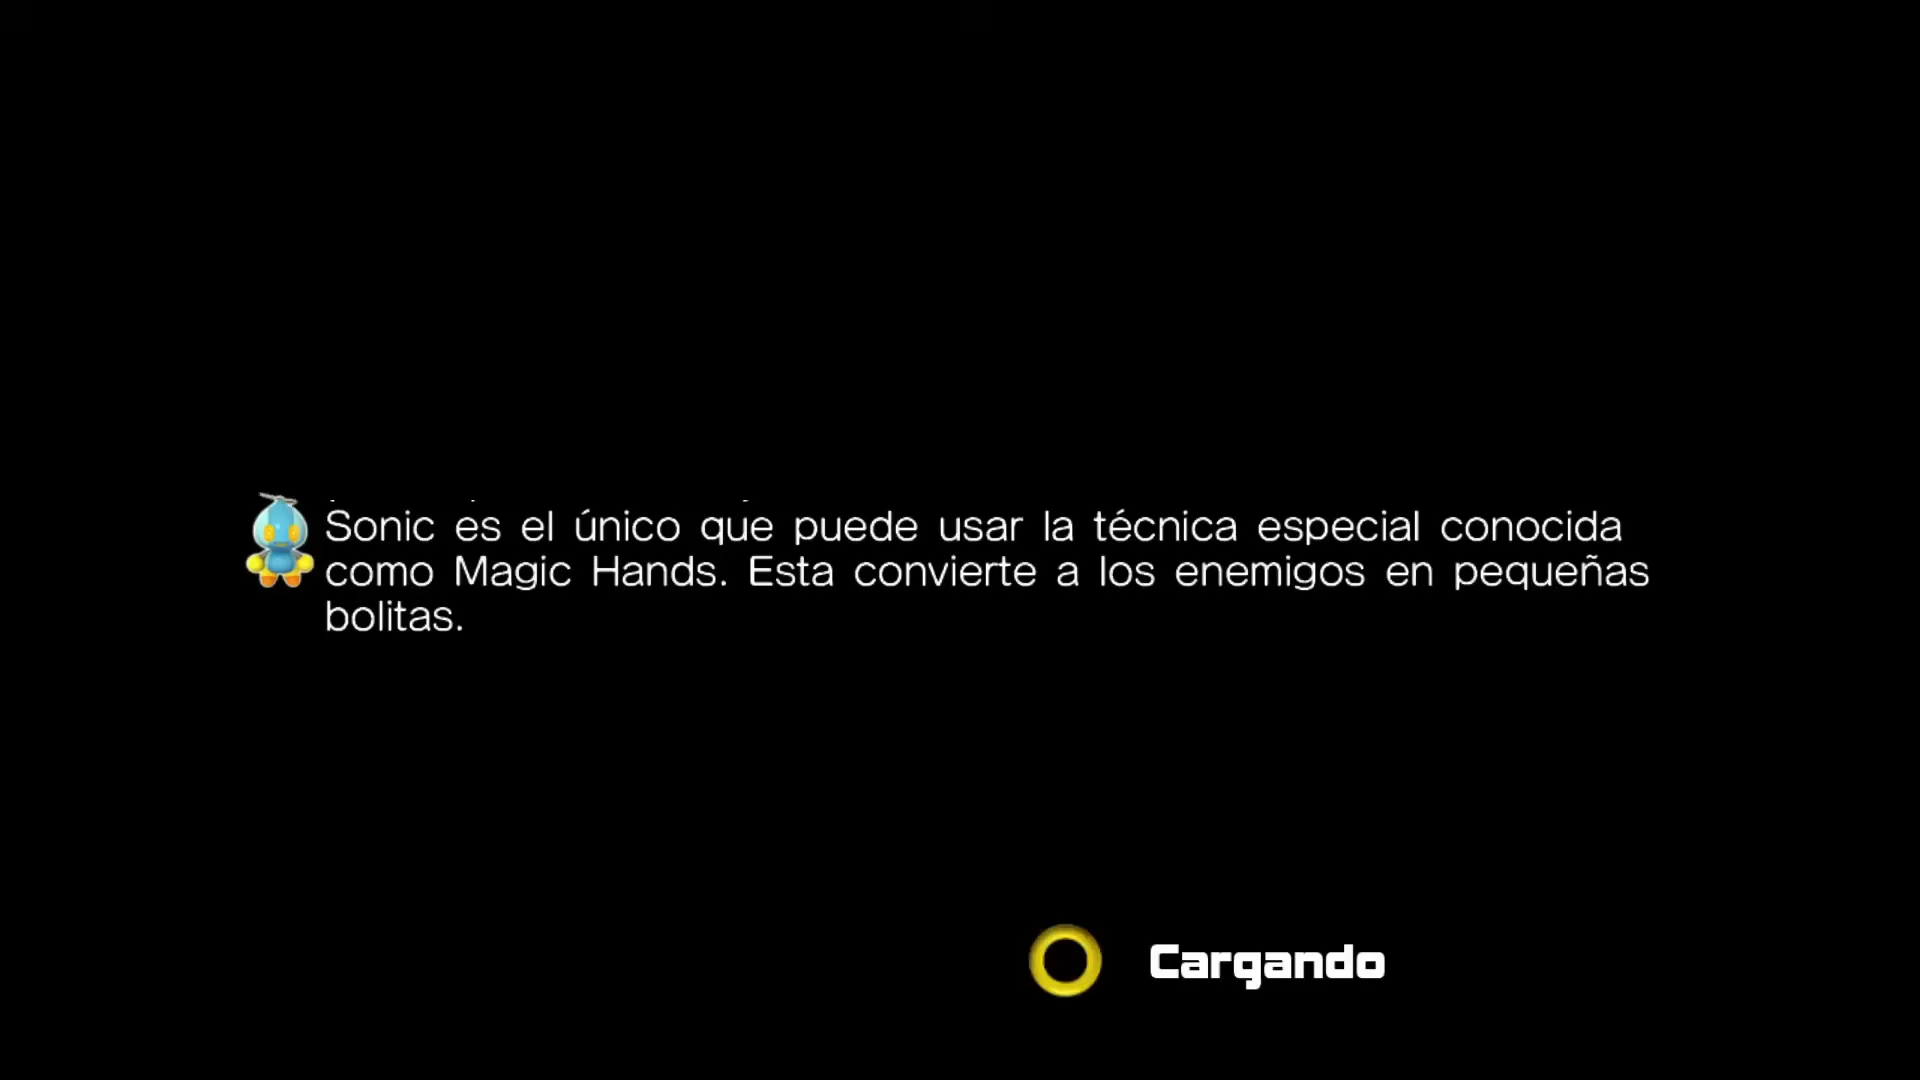 Sonic es el único que puede usar la técnica especial conocida
como Magic Hands. Esta convierte a los enemigos en pequeñas
bolitas.
Cargando